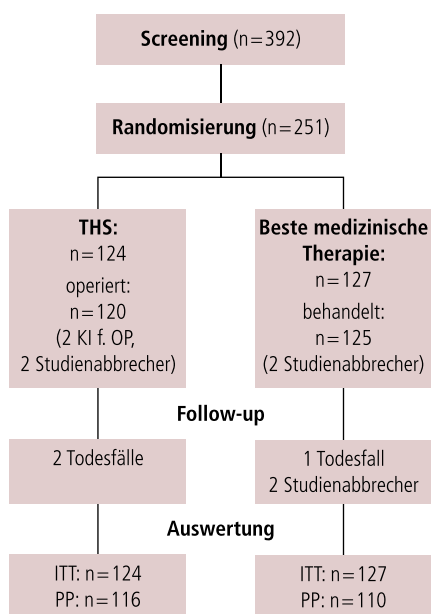 Screening (n=392)
Randomisierung (n=251)
THS:
n=124
operiert:
n=120
(2 KI f. OP,
2 Studienabbrecher)
Beste medizinische
Therapie:
n=127
behandelt:
n=125
(2 Studienabbrecher)
Follow-up
2 Todesfälle
1 Todesfall
2 Studienabbrecher
Auswertung
ITT: n=124
PP: n=116
ITT: n=127
PP: n=110